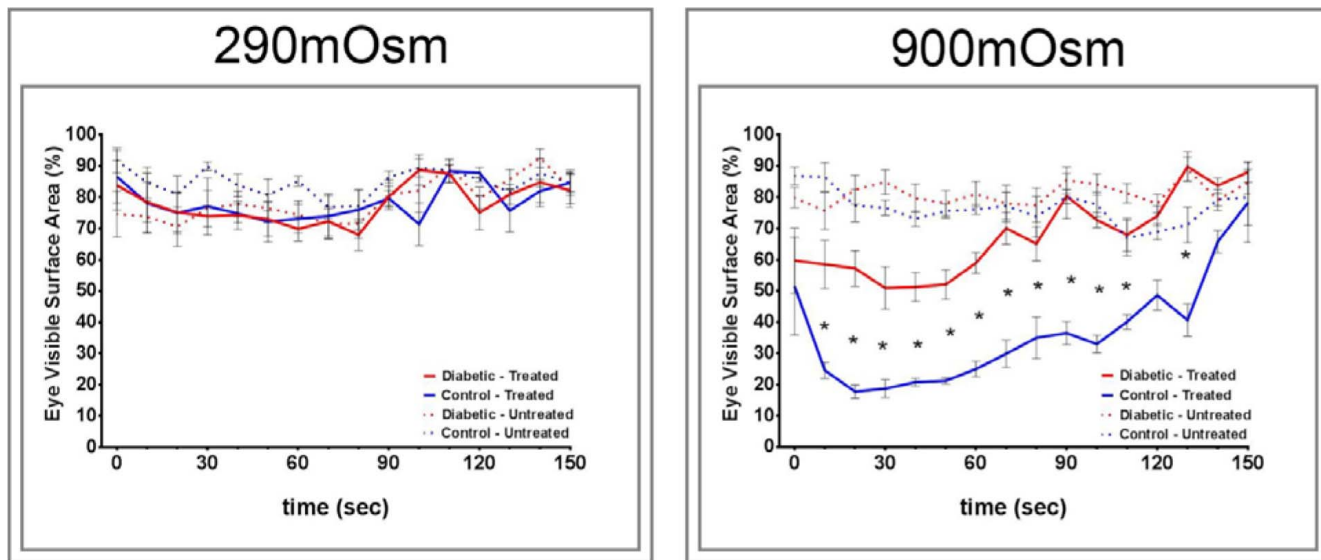 290mOsm
Eye Visible Surface Area (%)
100
90
80
70
60
50
40
30
20
10
0
Diabetic - Treated
Control - Treated
Diabetic - Untreated
Control - Untreated
0 30 60 90 120 150
time (sec)
900mOsm
Eye Visible Surface Area (%)
100
90
80
70
60
50
40
30
20
10
0
* * * * * * * * * * * *
Diabetic - Treated
Control - Treated
Diabetic - Untreated
Control - Untreated
0 30 60 90 120 150
time (sec)